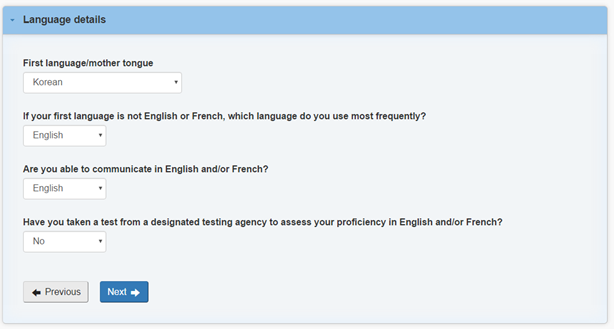 Language details
First language/mother tongue
Korean
If your first language is not English or French, which language do you use most frequently?
English
Are you able to communicate in English and/or French?
English
Have you taken a test from a designated testing agency to assess your proficiency in English and/or French?
No
Previous
Next